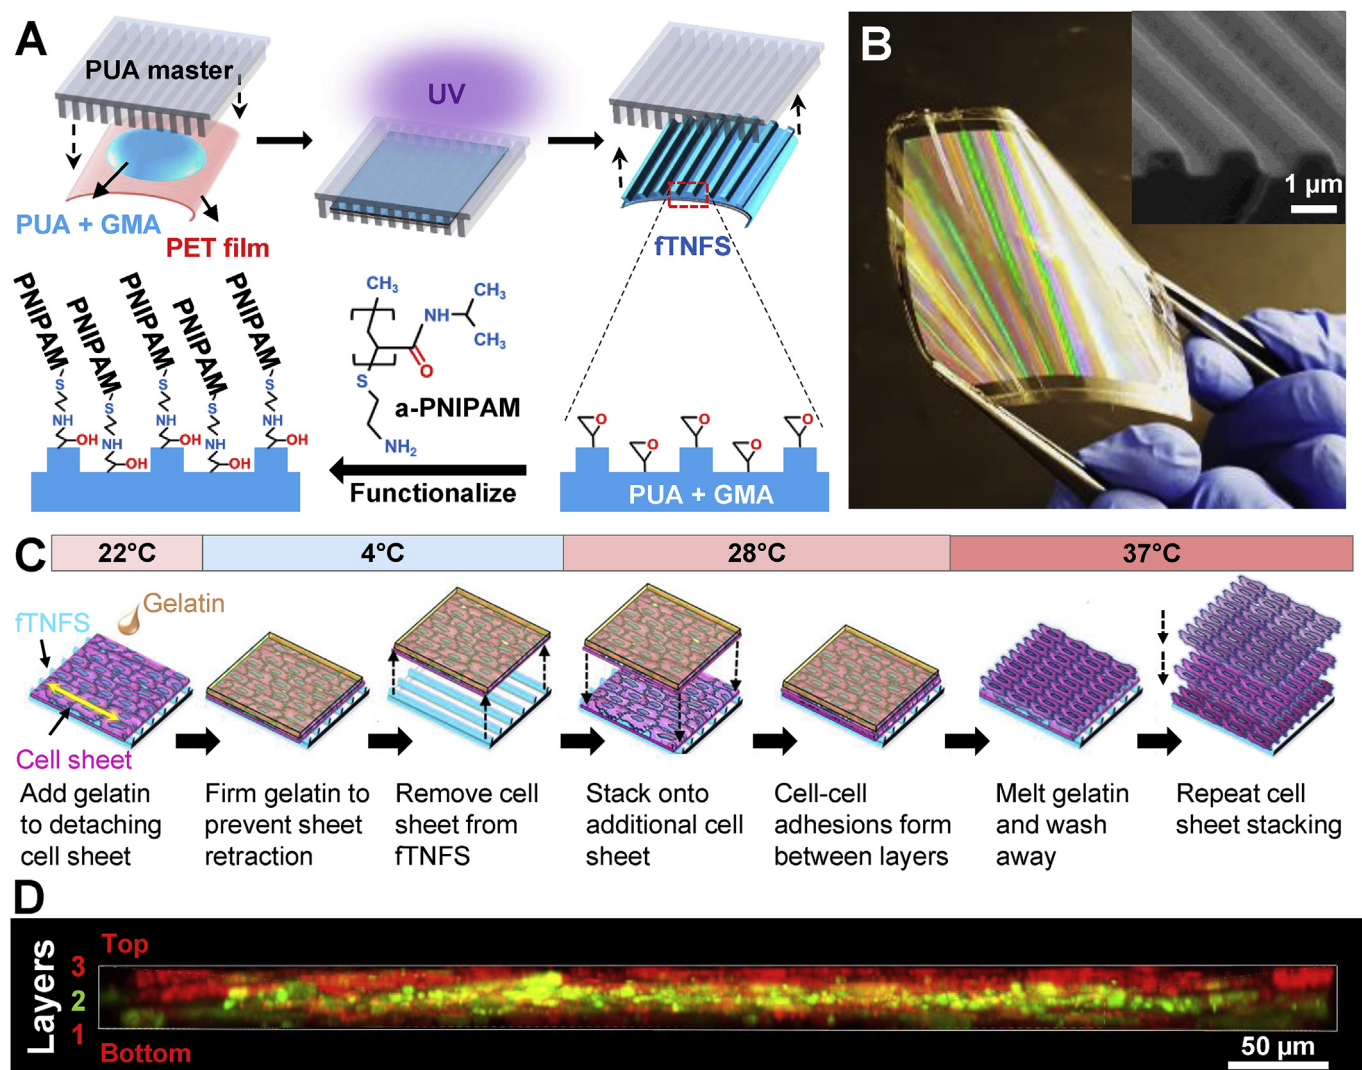 A
PUA master
UV
PUA + GMA
PET film
fTNFS
PNIPAM
PNIPAM
PNIPAM
PNIPAM
PNIPAM
S
S
S
S
S
NH
NH
NH
NH
NH
OH
OH
OH
OH
OH
CH3
NH
CH3
CH3
O
S
a-PNIPAM
NH2
Functionalize
O
O
O
O
O
PUA + GMA
B
1 µm
C
22°C
4°C
28°C
37°C
Gelatin
fTNFS
Cell sheet
Add gelatin
to detaching
cell sheet
Firm gelatin to
prevent sheet
retraction
Remove cell
sheet from
fTNFS
Stack onto
additional cell
sheet
Cell-cell
adhesions form
between layers
Melt gelatin
and wash
away
Repeat cell
sheet stacking
D
Layers
Top
3
2
1
Bottom
50 µm